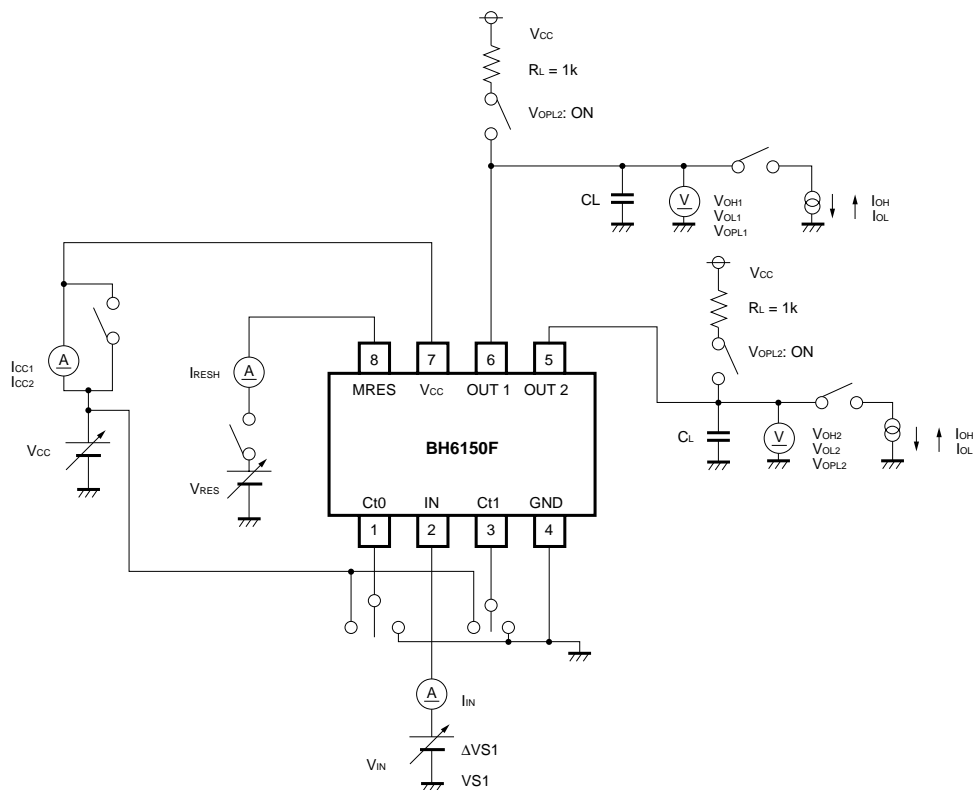 VCC
RL = 1k
VOPL2: ON
CL
V
VOH1
VOL1
VOPL1
IOH
IOL
VCC
RL = 1k
VOPL2: ON
A
ICC1
ICC2
IRESH
A
8
7
6
5
MRES
VCC
OUT 1
OUT 2
BH6150F
CL
V
VOH2
VOL2
VOPL2
IOH
IOL
VCC
VRES
Ct0
IN
Ct1
GND
1
2
3
4
A
IIN
VIN
ΔVS1
VS1